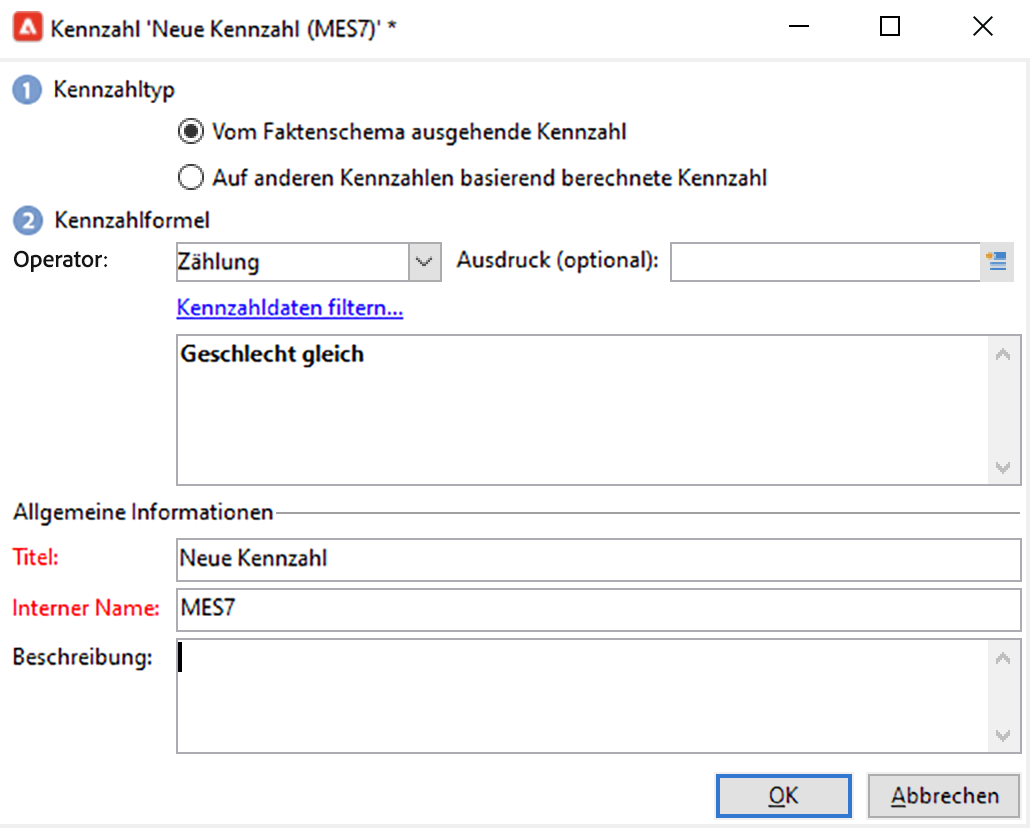 Kennzahl 'Neue Kennzahl (MES7)' *
1 Kennzahltyp
Vom Faktenschema ausgehende Kennzahl
Auf anderen Kennzahlen basierend berechnete Kennzahl
2 Kennzahlformel
Operator: Zählung Ausdruck (optional):
Kennzahldaten filtern...
Geschlecht gleich
Allgemeine Informationen
Titel: Neue Kennzahl
Interner Name: MES7
Beschreibung:
OK Abbrechen